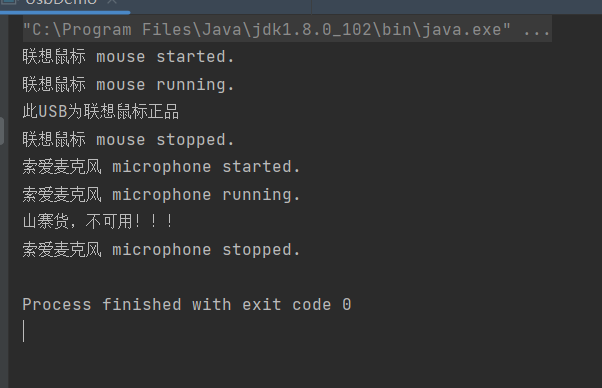 UsbDemo
"C:\Program Files\Java\jdk1.8.0_102\bin\java.exe" ...
联想鼠标 mouse started.
联想鼠标 mouse running.
此USB为联想鼠标正品
联想鼠标 mouse stopped.
索爱麦克风 microphone started.
索爱麦克风 microphone running.
山寨货，不可用！！！
索爱麦克风 microphone stopped.
Process finished with exit code 0